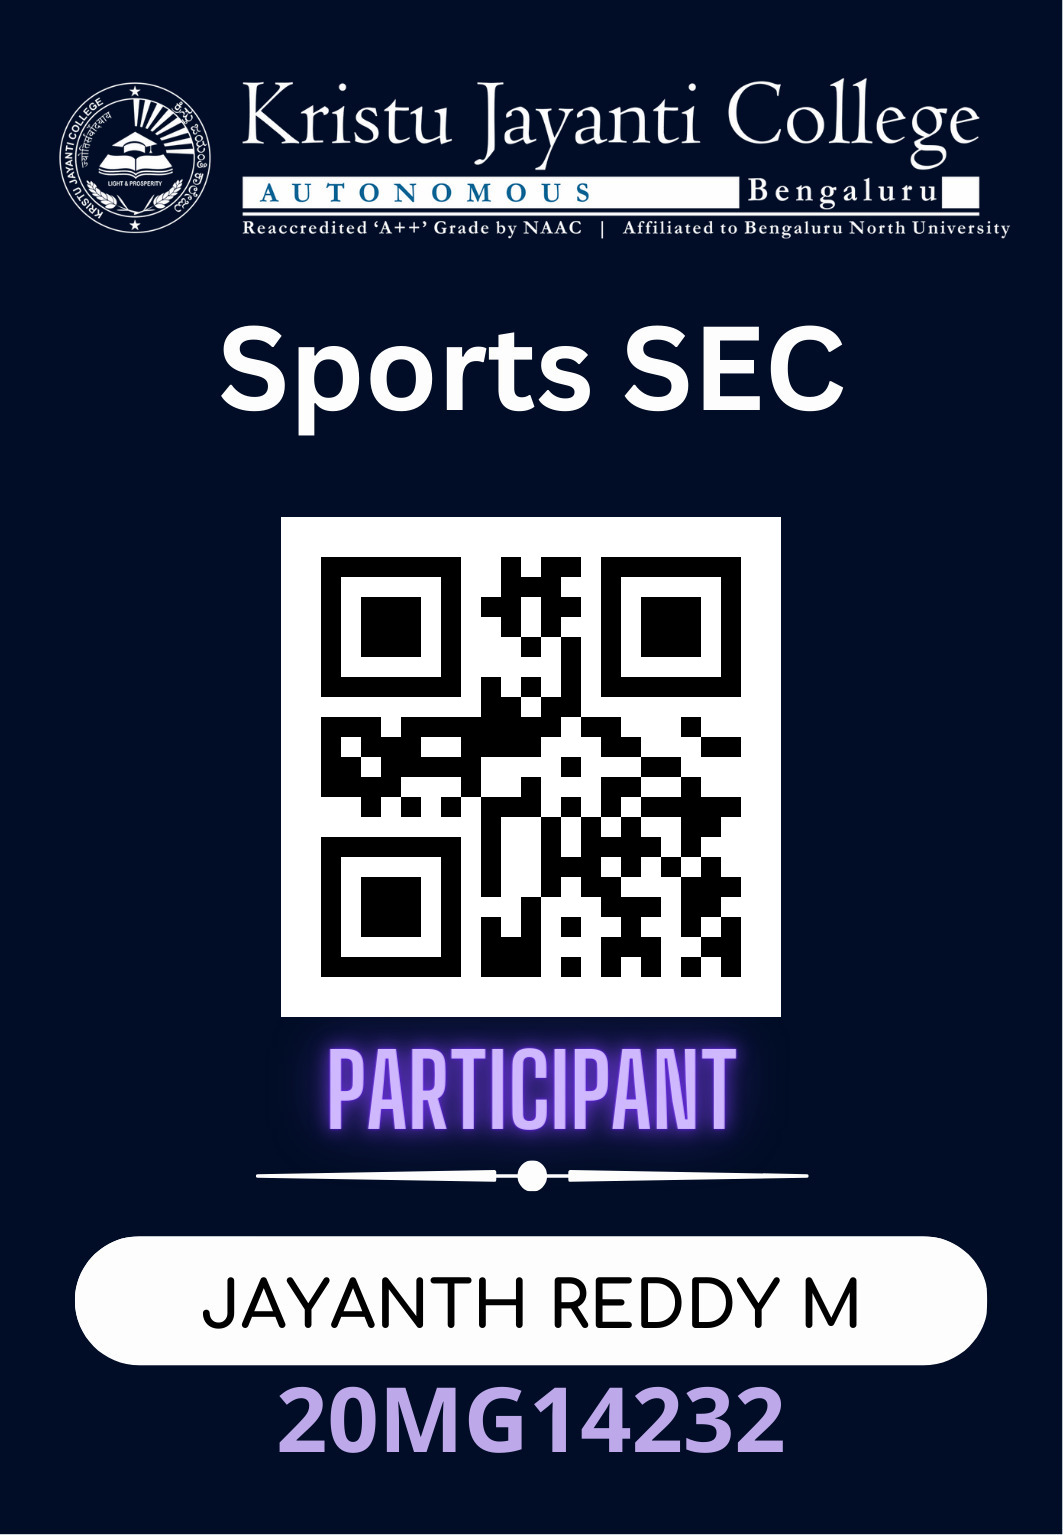 KRISTU JAYANTI COLLEGE
ಕ್ರಿಸ್ತು ಜಯಂತಿ ಕಾಲೇಜು
LIGHT & PROSPERITY
Kristu Jayanti College
AUTONOMOUS Bengaluru
Reaccredited ‘A++’ Grade by NAAC | Affiliated to Bengaluru North University
Sports SEC
PARTICIPANT
JAYANTH REDDY M
20MG14232